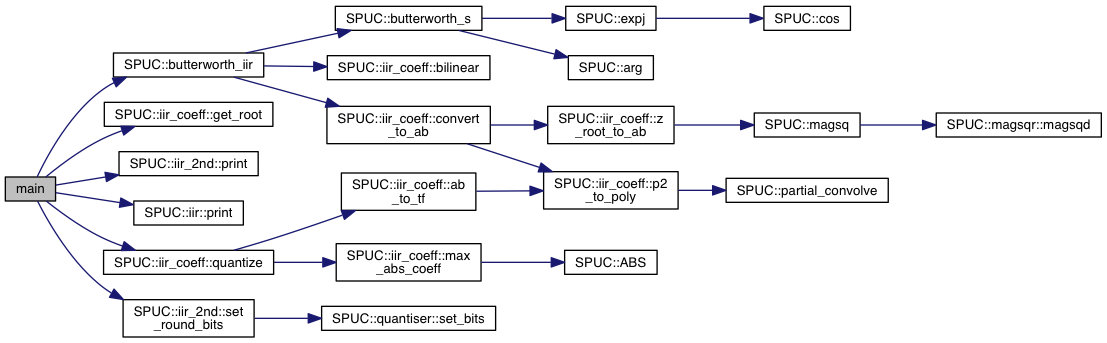 main
SPUC::butterworth_iir
SPUC::iir_coeff::get_root
SPUC::iir_2nd::print
SPUC::iir::print
SPUC::iir_coeff::quantize
SPUC::iir_2nd::set
_round_bits
SPUC::butterworth_s
SPUC::iir_coeff::bilinear
SPUC::iir_coeff::convert
_to_ab
SPUC::iir_coeff::ab
_to_tf
SPUC::iir_coeff::max
_abs_coeff
SPUC::quantiser::set_bits
SPUC::expj
SPUC::arg
SPUC::iir_coeff::z
_root_to_ab
SPUC::iir_coeff::p2
_to_poly
SPUC::ABS
SPUC::cos
SPUC::magsq
SPUC::partial_convolve
SPUC::magsqr::magsqd